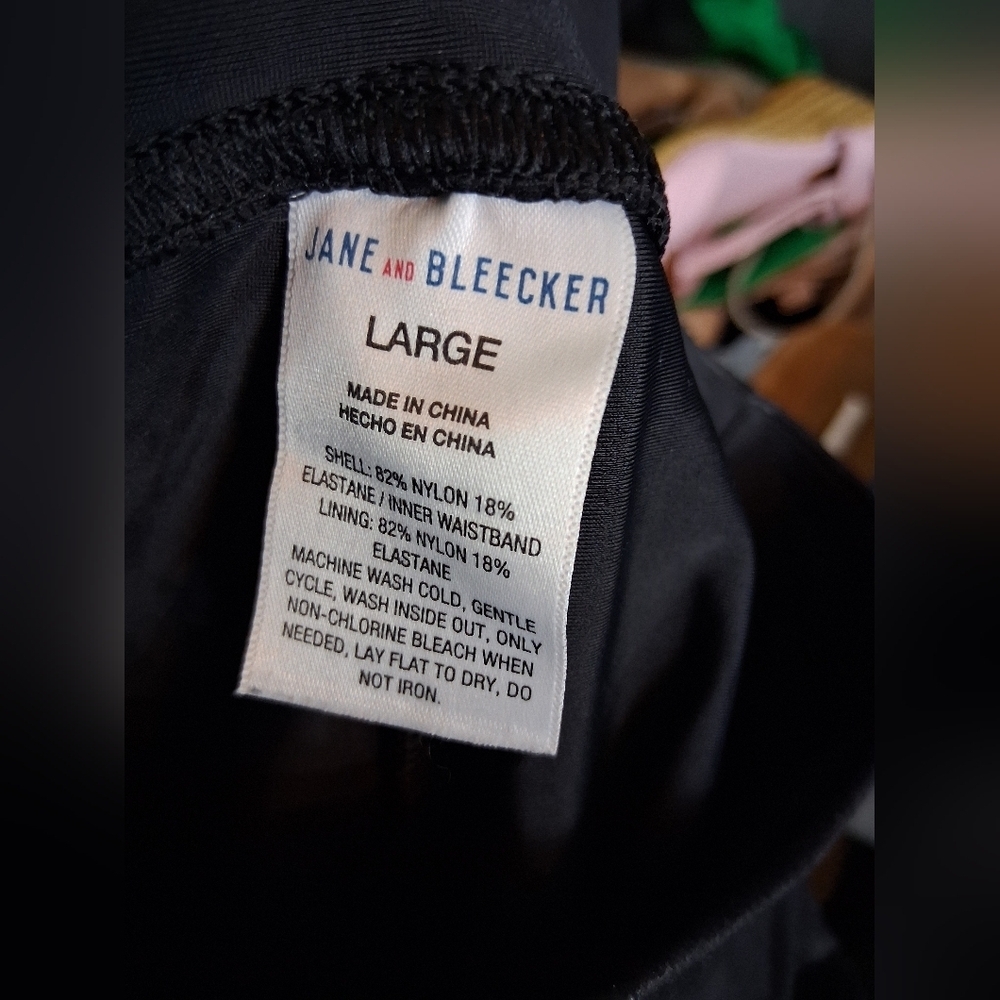 JANE AND BLEECKER
LARGE
MADE IN CHINA
HECHO EN CHINA
SHELL: 82% NYLON 18%
ELASTANE / INNER WAISTBAND
LINING: 82% NYLON 18%
ELASTANE
MACHINE WASH COLD, GENTLE
CYCLE, WASH INSIDE OUT, ONLY
NON-CHLORINE BLEACH WHEN
NEEDED, LAY FLAT TO DRY, DO
NOT IRON.